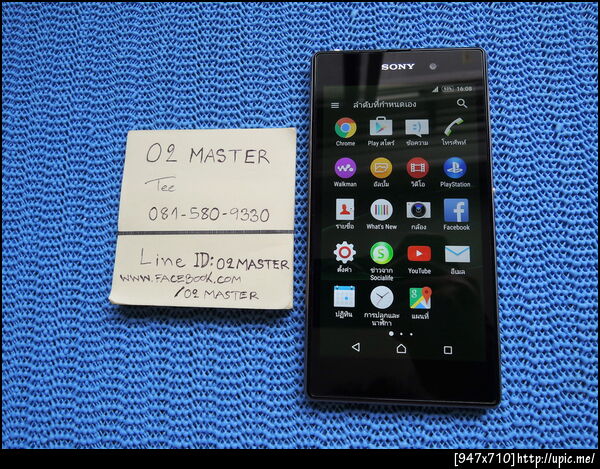 O2 MASTER
Tee
081-580-9330
Line ID: O2MASTER
WWW.FACEBOOK.COM
/O2 MASTER
SONY
16:08
ลำดับที่กำหนดเอง
Chrome Play สโตร์ ข้อความ โทรศัพท์
Walkman อัลบั้ม วิดีโอ PlayStation
รายชื่อ What's New กล้อง Facebook
ตั้งค่า ข่าวจาก Socialife YouTube อีเมล
ปฏิทิน การปลุกและ นาฬิกา แผนที่
[947x710]http://upic.me/